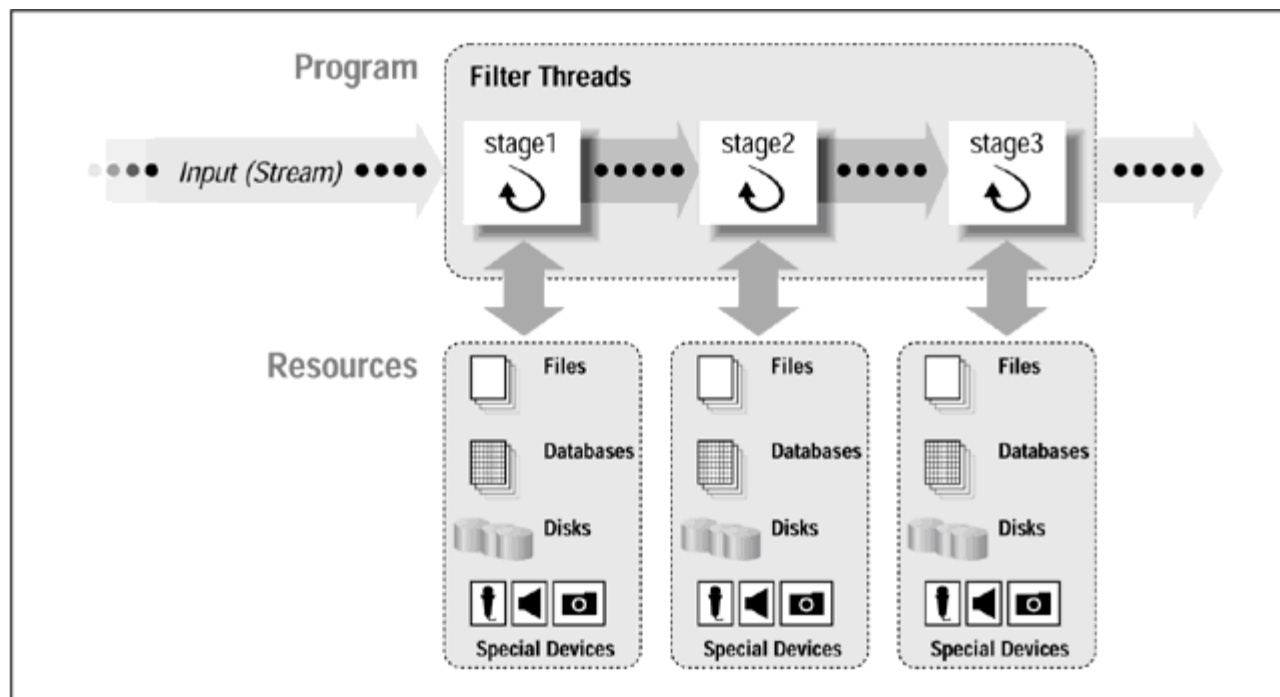 Program
Filter Threads
Input (Stream)
stage1
stage2
stage3
Resources
Files
Databases
Disks
Special Devices
Files
Databases
Disks
Special Devices
Files
Databases
Disks
Special Devices